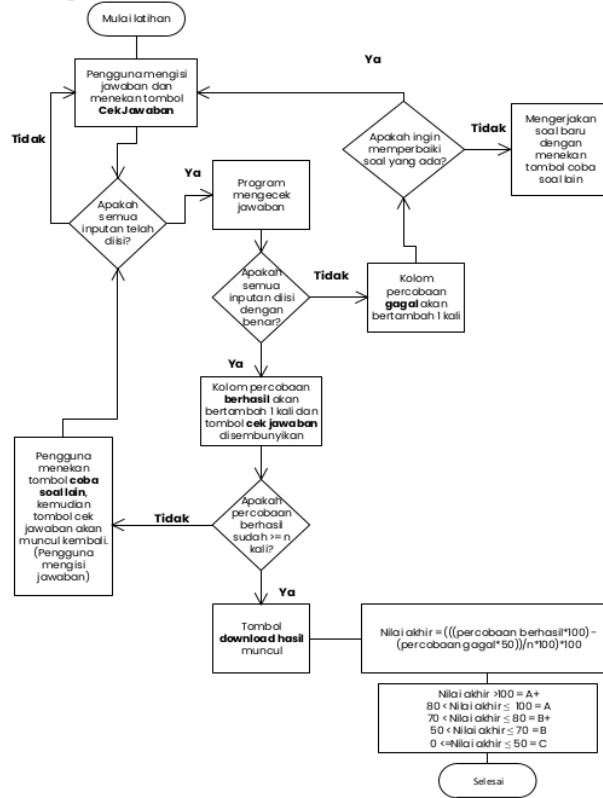 Mulai latihan
Pengguna mengisi
jawaban dan
menekan tombol
Cek Jawaban
Tidak
Apakah
semua
inputan telah
diisi?
Ya
Program
mengecek
jawaban
Apakah
semua
inputan diisi
dengan
benar?
Tidak
Kolom
percobaan
gagal akan
bertambah 1 kali
Apakah ingin
memperbaiki
soal yang ada?
Ya
Tidak
Mengerjakan
soal baru
dengan
menekan
tombol coba
soal lain
Ya
Kolom percobaan
berhasil akan
bertambah 1 kali dan
tombol cek jawaban
disembunyikan
Apakah
percobaan
berhasil
sudah >= n
kali?
Tidak
Pengguna
menekan
tombol coba
soal lain,
kemudian
tombol cek
jawaban akan
muncul kembali.
(Pengguna
mengisi
jawaban)
Ya
Tombol
download hasil
muncul
Nilai akhir = (((percobaan berhasil*100) -
(percobaan gagal*50))/n*100)*100
Nilai akhir >100 = A+
80 < Nilai akhir ≤ 100 = A
70 < Nilai akhir ≤ 80 = B+
50 < Nilai akhir ≤ 70 = B
0 <=Nilai akhir ≤ 50 = C
Selesai